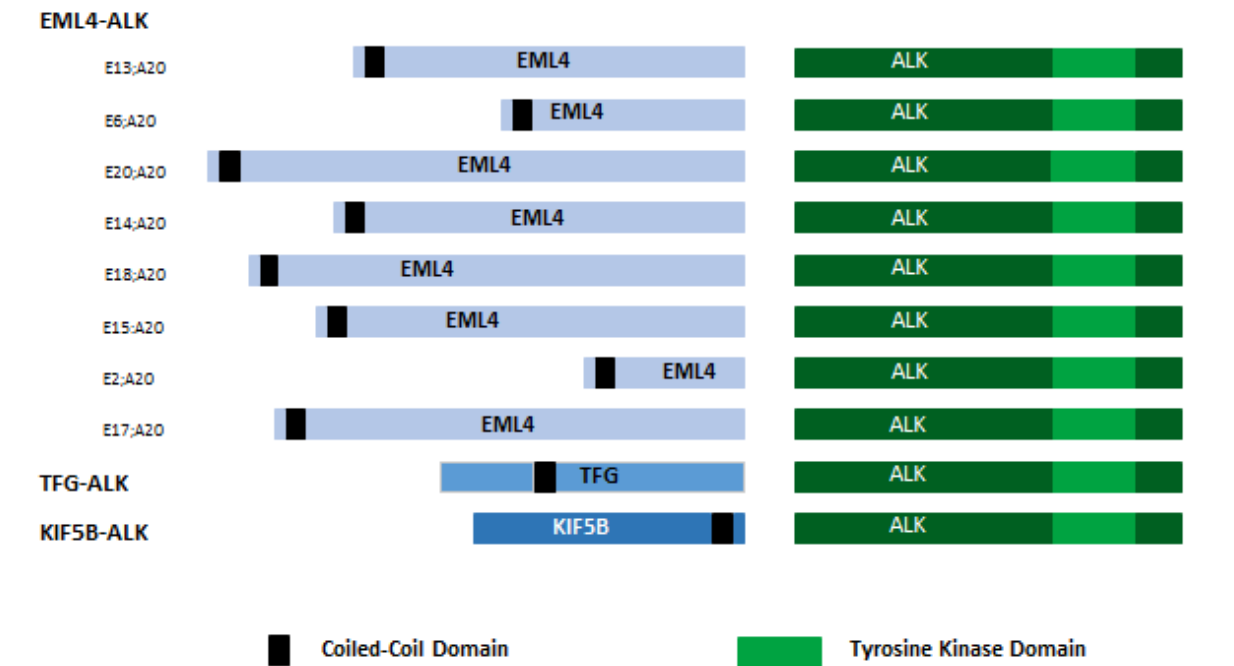 EML4-ALK
E13;A20 EML4 ALK
E6;A20 EML4 ALK
E20;A20 EML4 ALK
E14;A20 EML4 ALK
E18;A20 EML4 ALK
E15:A20 EML4 ALK
E2;A20 EML4 ALK
E17;A20 EML4 ALK
TFG-ALK TFG ALK
KIF5B-ALK KIF5B ALK
Coiled-Coil Domain Tyrosine Kinase Domain